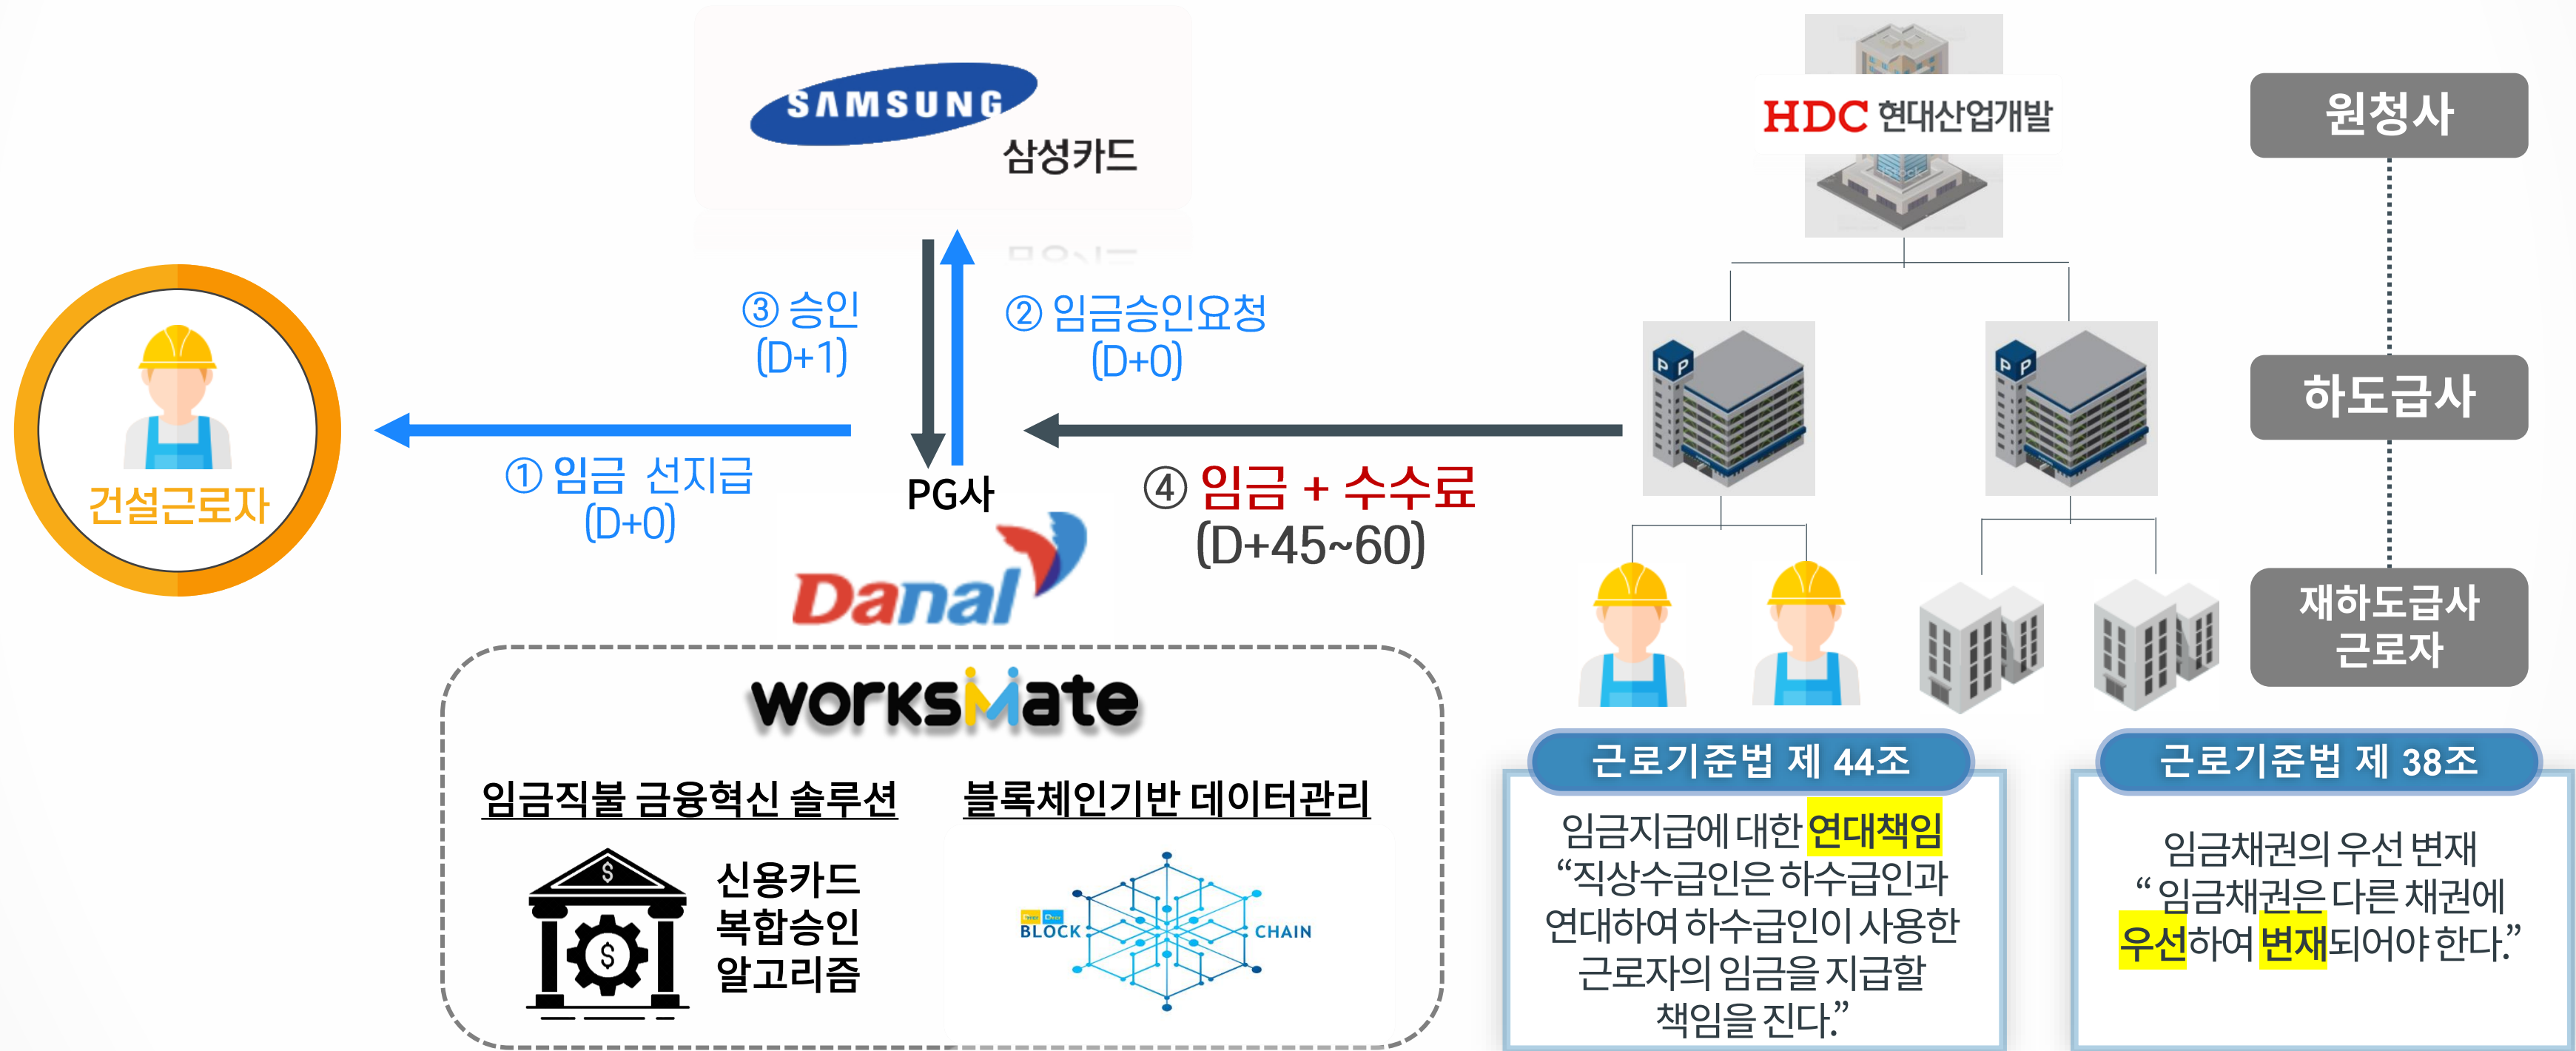 SAMSUNG
삼성카드
HDC 현대산업개발
원청사
③ 승인
(D+1)
② 임금승인요청
(D+0)
하도급사
건설근로자
① 임금 선지급
(D+0)
PG사
Danal
④ 임금 + 수수료
(D+45~60)
재하도급사
근로자
worksMate
임금직불 금융혁신 솔루션
신용카드
복합승인
알고리즘
블록체인기반 데이터관리
BLOCK CHAIN
P P
P P
근로기준법 제 44조
임금지급에 대한 연대책임
“직상수급인은 하수급인과
연대하여 하수급인이 사용한
근로자의 임금을 지급할
책임을 진다.”
근로기준법 제 38조
임금채권의 우선 변재
“ 임금채권은 다른 채권에
우선하여 변재되어야 한다.”